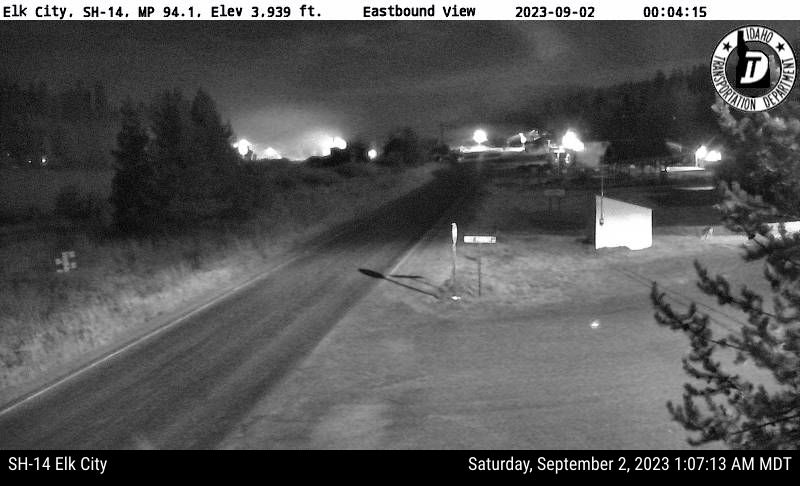 Elk City, SH-14, MP 94.1, Elev 3,939 ft. Eastbound View 2023-09-02 00:04:15
IDAHO
TRANSPORTATION DEPARTMENT
SH-14 Elk City Saturday, September 2, 2023 1:07:13 AM MDT